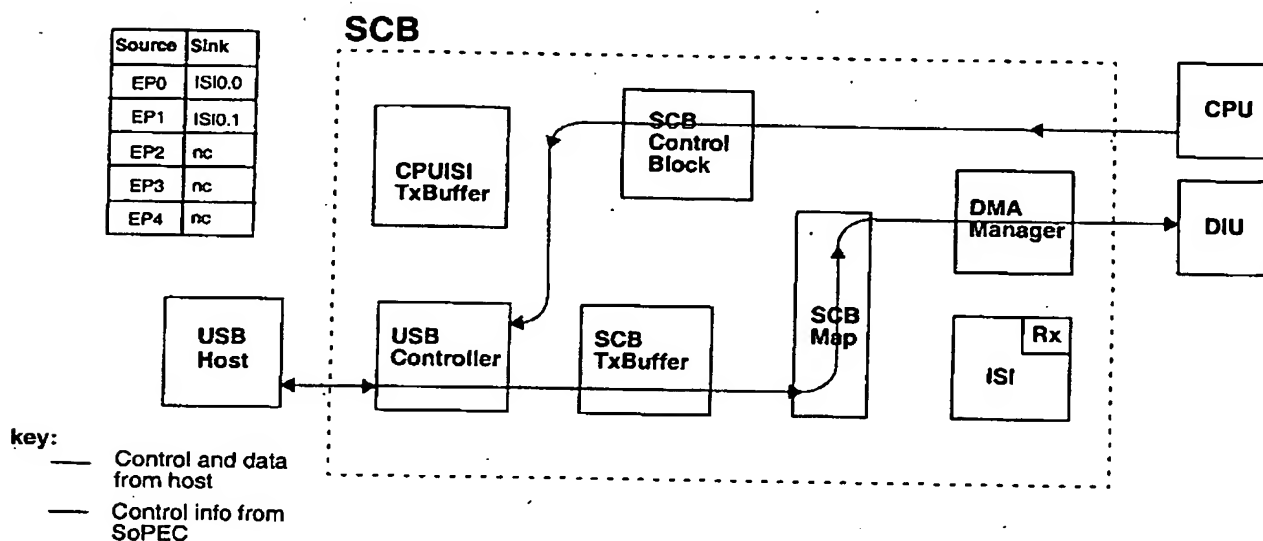 SCB
Source Sink
EP0 ISI0.0
EP1 ISI0.1
EP2 nc
EP3 nc
EP4 nc
CPUISI
TxBuffer
SCB
Control
Block
CPU
DMA
Manager
DIU
USB
Host
USB
Controller
SCB
TxBuffer
SCB
Map
Rx
ISI
key:
Control and data
from host
Control info from
SoPEC